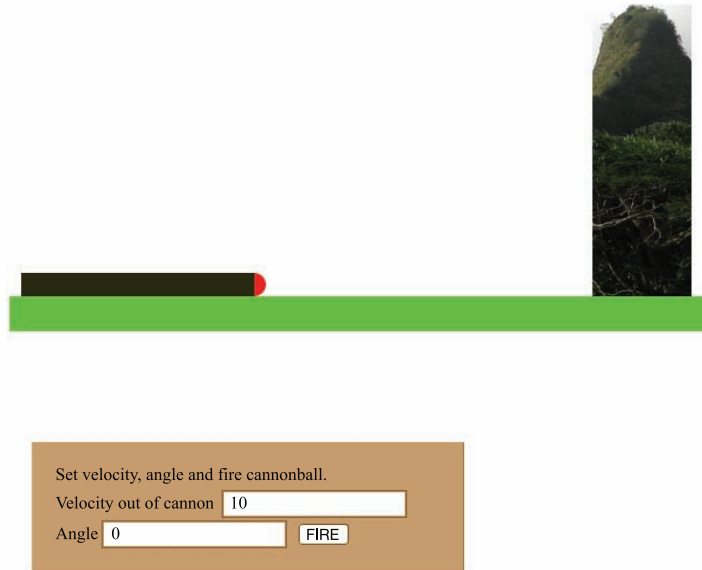 Set velocity, angle and fire cannonball.
Velocity out of cannon 10
Angle 0 FIRE